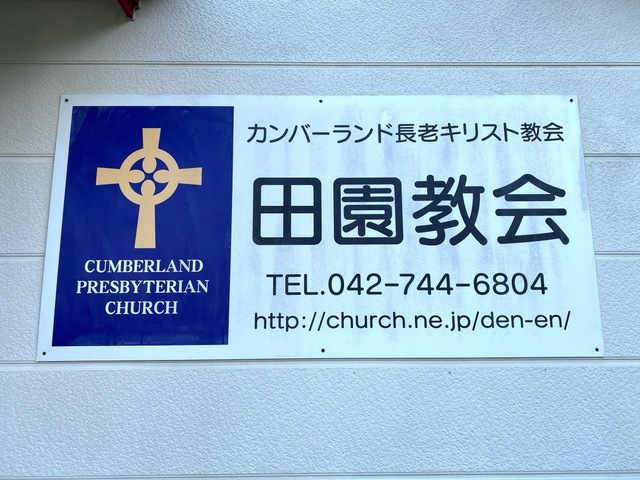 CUMBERLAND
PRESBYTERIAN
CHURCH
カンバーランド長老キリスト教会
田園教会
TEL.042-744-6804
http://church.ne.jp/den-en/